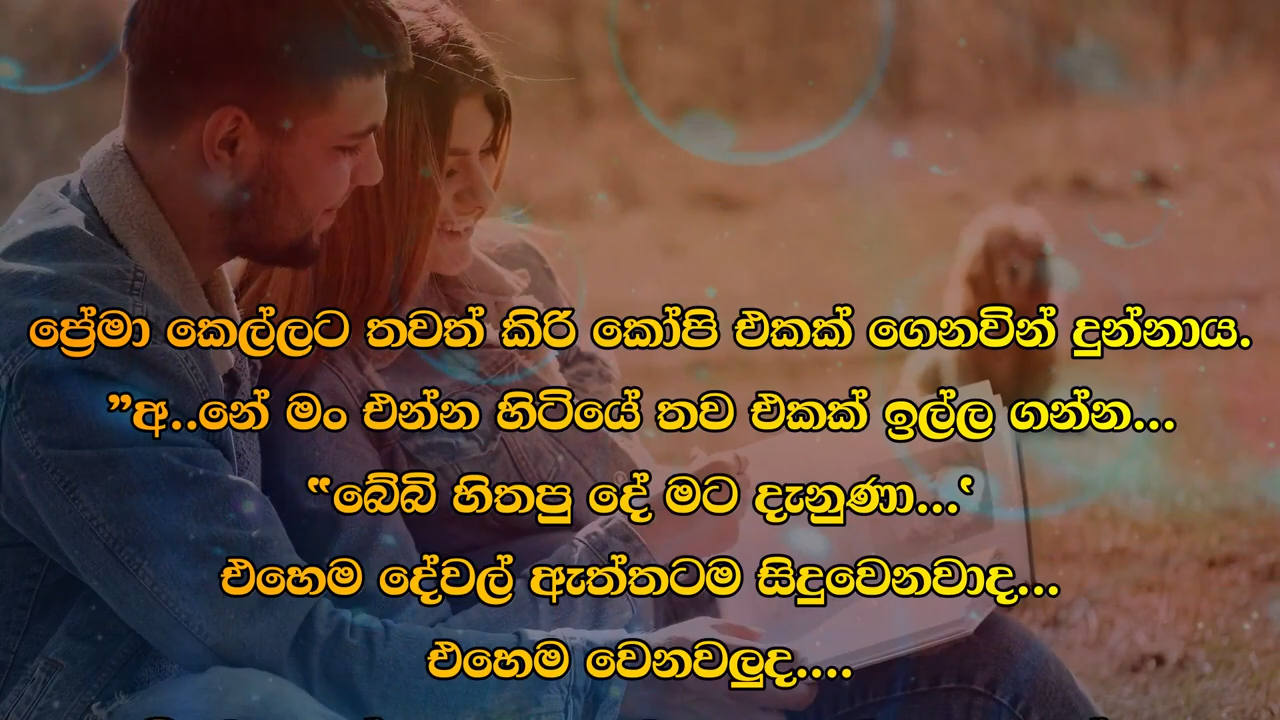 ප්‍රේමා කෙල්ලට තවත් කිරි කෝපි එකක් ගෙනවින් දුන්නාය.
”අ..නේ මං එන්න හිටියේ තව එකක් ඉල්ල ගන්න...
“බේබි හිතපු දේ මට දැනුණා...‘
එහෙම දේවල් ඇත්තටම සිදුවෙනවාද...
එහෙම වෙනවලුද....